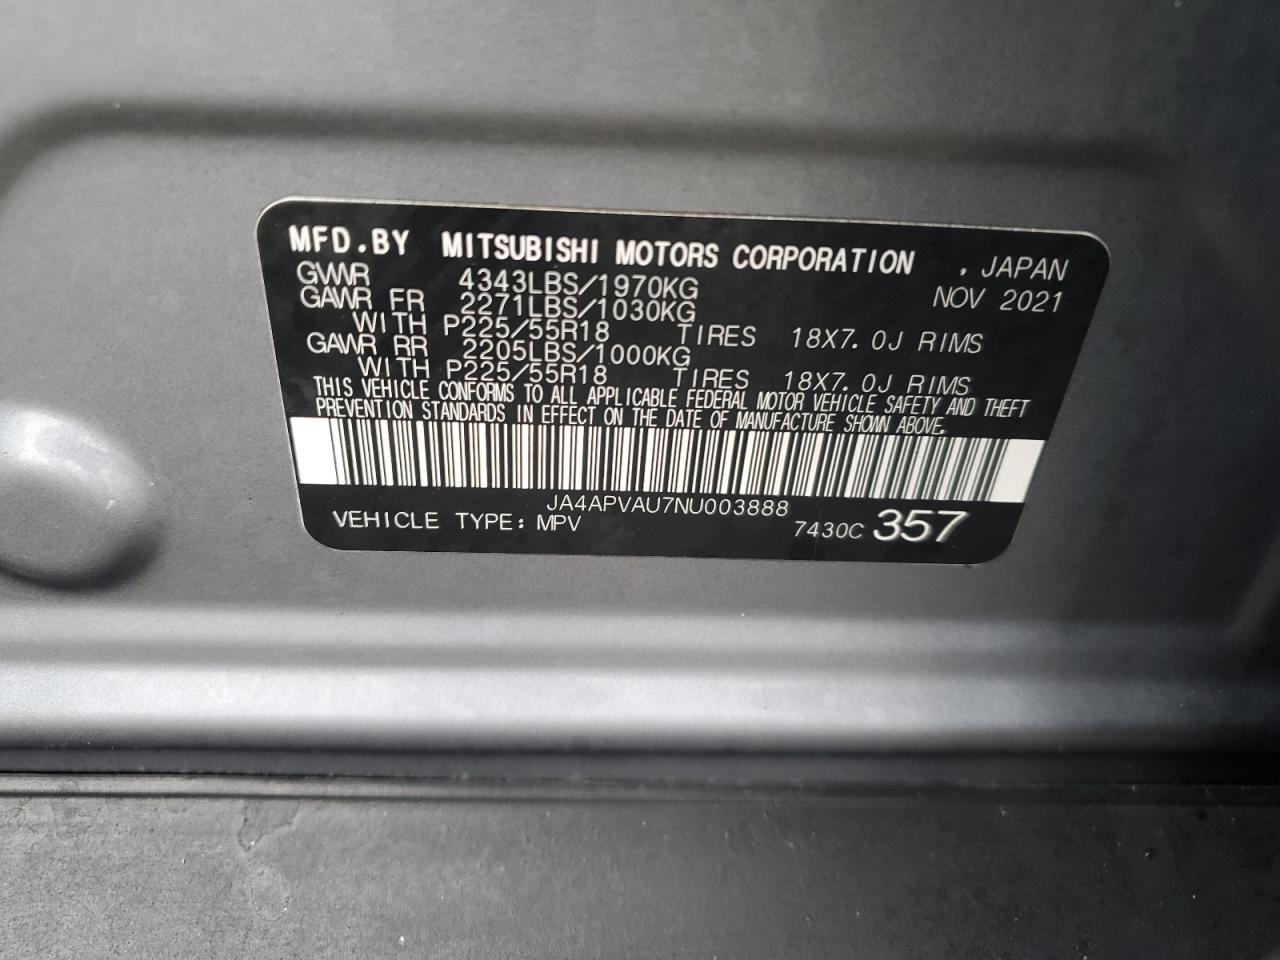 MFD.BY MITSUBISHI MOTORS CORPORATION , JAPAN
GVWR 4343LBS/1970KG NOV 2021
GAWR FR 2271LBS/1030KG
WITH P225/55R18 TIRES 18X7.0J RIMS
GAWR RR 2205LBS/1000KG
WITH P225/55R18 TIRES 18X7.0J RIMS
THIS VEHICLE CONFORMS TO ALL APPLICABLE FEDERAL MOTOR VEHICLE SAFETY AND THEFT
PREVENTION STANDARDS IN EFFECT ON THE DATE OF MANUFACTURE SHOWN ABOVE.
JA4APVAU7NU003888
VEHICLE TYPE: MPV 7430C 357